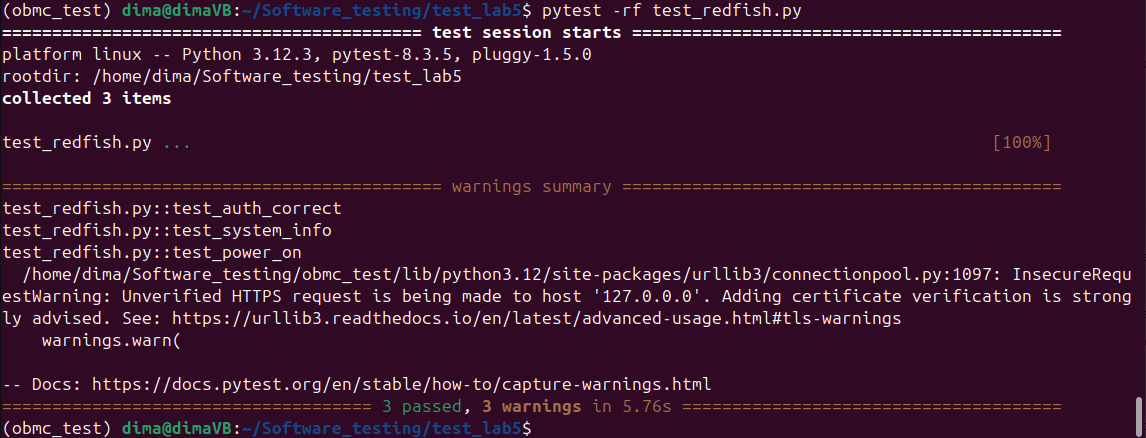 (obmc_test) dima@dimaVB:~/Software_testing/test_lab5$ pytest -rf test_redfish.py
========================================== test session starts ===========================================
platform linux -- Python 3.12.3, pytest-8.3.5, pluggy-1.5.0
rootdir: /home/dima/Software_testing/test_lab5
collected 3 items
test_redfish.py ... [100%]
============================================ warnings summary ============================================
test_redfish.py::test_auth_correct
test_redfish.py::test_system_info
test_redfish.py::test_power_on
/home/dima/Software_testing/obmc_test/lib/python3.12/site-packages/urllib3/connectionpool.py:1097: InsecureRequ
estWarning: Unverified HTTPS request is being made to host '127.0.0.0'. Adding certificate verification is strong
ly advised. See: https://urllib3.readthedocs.io/en/latest/advanced-usage.html#tls-warnings
warnings.warn(
-- Docs: https://docs.pytest.org/en/stable/how-to/capture-warnings.html
===================================== 3 passed, 3 warnings in 5.76s ======================================
(obmc_test) dima@dimaVB:~/Software_testing/test_lab5$